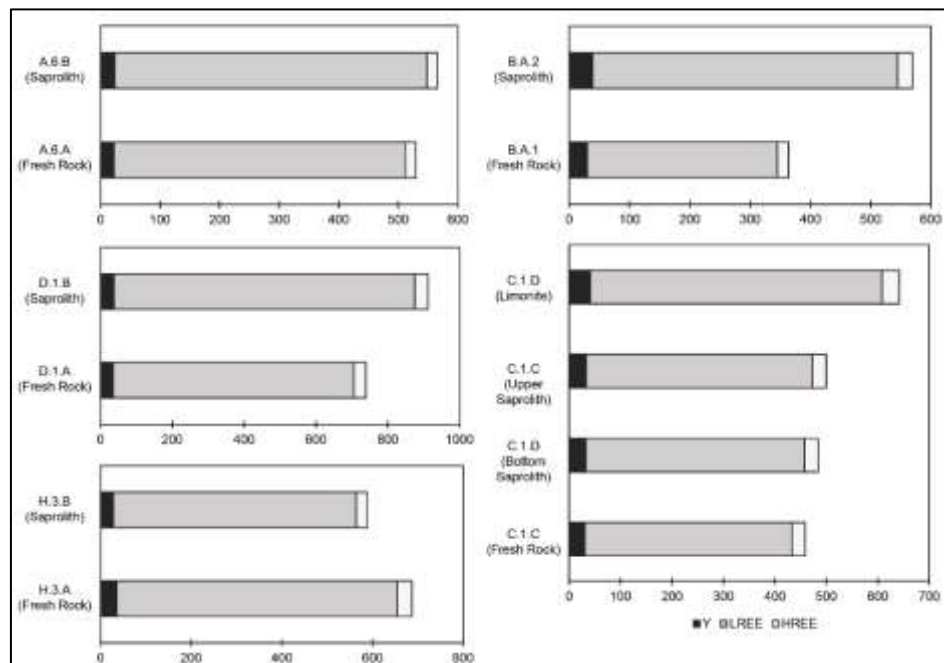 A.6.B
(Saprolith)
A.6.A
(Fresh Rock)
0 100 200 300 400 500 600
B.A.2
(Saprolith)
B.A.1
(Fresh Rock)
0 100 200 300 400 500 600
D.1.B
(Saprolith)
D.1.A
(Fresh Rock)
0 200 400 600 800 1000
C.1.D
(Limonite)
C.1.C
(Upper
Saprolith)
C.1.D
(Bottom
Saprolith)
C.1.C
(Fresh Rock)
0 100 200 300 400 500 600 700
Y LREE HREE
H.3.B
(Saprolith)
H.3.A
(Fresh Rock)
0 200 400 600 800